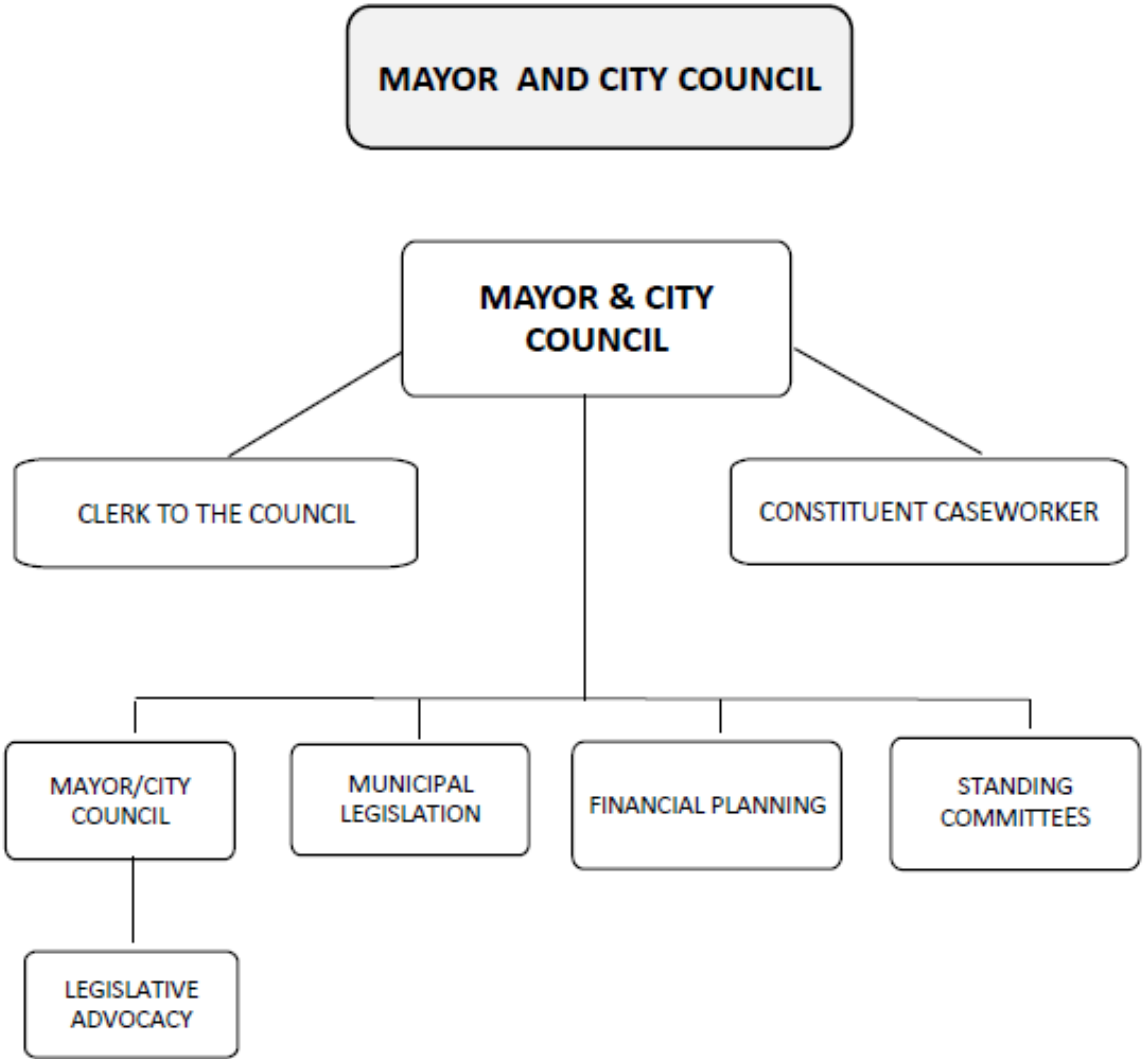 MAYOR AND CITY COUNCIL
MAYOR & CITY
COUNCIL
CLERK TO THE COUNCIL
CONSTITUENT CASEWORKER
MAYOR/CITY
COUNCIL
MUNICIPAL
LEGISLATION
FINANCIAL PLANNING
STANDING
COMMITTEES
LEGISLATIVE
ADVOCACY